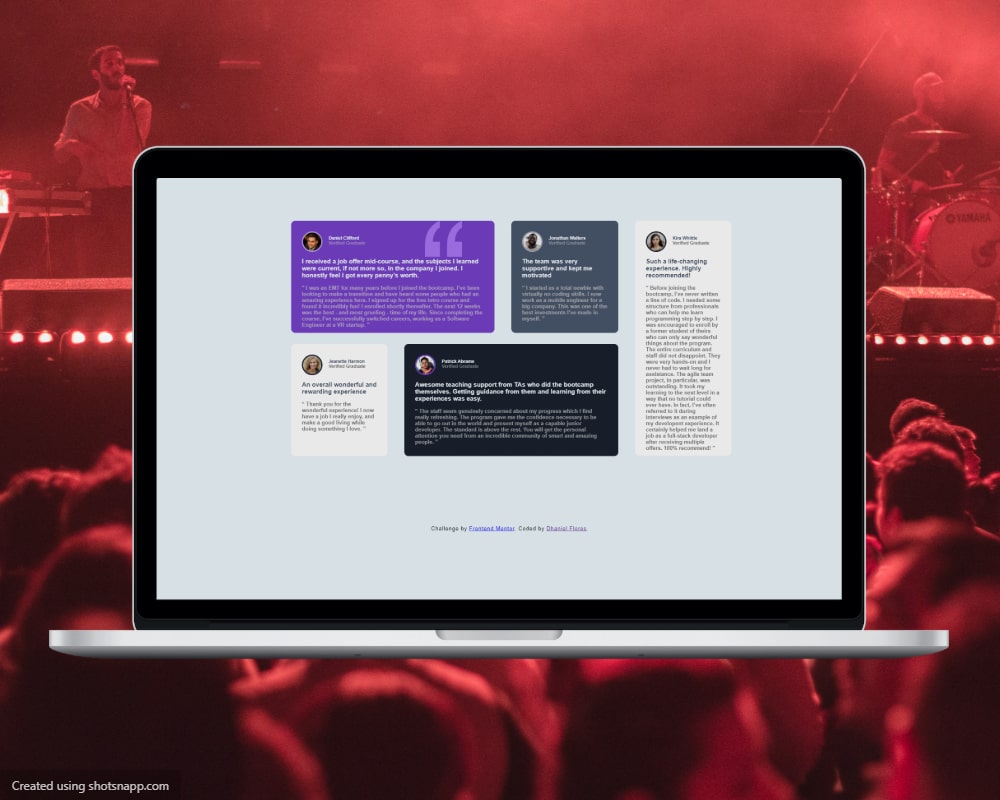 Daniel Clifford
Verified Graduate
I received a job offer mid-course, and the subjects I learned
were current, if not more so, in the company I joined. I
honestly feel I got every penny's worth.
" I was an EMT for many years before I joined the bootcamp. I've been
looking to make a transition and have heard some people who had an
amazing experience here. I signed up for the free intro course and
found it incredibly fun! I enrolled shortly thereafter. The next 12 weeks
was the best - and most grueling - time of my life. Since completing the
course, I've successfully switched careers, working as a Software
Engineer at a VR startup. "
Jonathan Walters
Verified Graduate
The team was very
supportive and kept me
motivated
" I started as a total newbie with
virtually no coding skills. I now
work as a mobile engineer for a
big company. This was one of the
best investments I've made in
myself. "
Kira Whittle
Verified Graduate
Such a life-changing
experience. Highly
recommended!
" Before joining the
bootcamp, I've never written
a line of code. I needed some
structure from professionals
who can help me learn
programming step by step. I
was encouraged to enroll by
a former student of theirs
who can only say wonderful
things about the program.
The entire curriculum and
staff did not disappoint. They
were very hands-on and I
never had to wait long for
assistance. The agile team
project, in particular, was
outstanding. It took my
learning to the next level in a
way that no tutorial could
ever have. In fact, I've often
referred to it during
interviews as an example of
my developent experience. It
certainly helped me land a
job as a full-stack developer
after receiving multiple
offers. 100% recommend! "
Jeanette Harmon
Verified Graduate
An overall wonderful and
rewarding experience
" Thank you for the
wonderful experience! I now
have a job I really enjoy, and
make a good living while
doing something I love. "
Patrick Abrams
Verified Graduate
Awesome teaching support from TAs who did the bootcamp
themselves. Getting guidance from them and learning from their
experiences was easy.
" The staff seem genuinely concerned about my progress which I find
really refreshing. The program gave me the confidence necessary to be
able to go out in the world and present myself as a capable junior
developer. The standard is above the rest. You will get the personal
attention you need from an incredible community of smart and amazing
people. "
Challenge by Frontend Mentor. Coded by Dhanial Flores.
YAMAHA
Created using shotsnapp.com